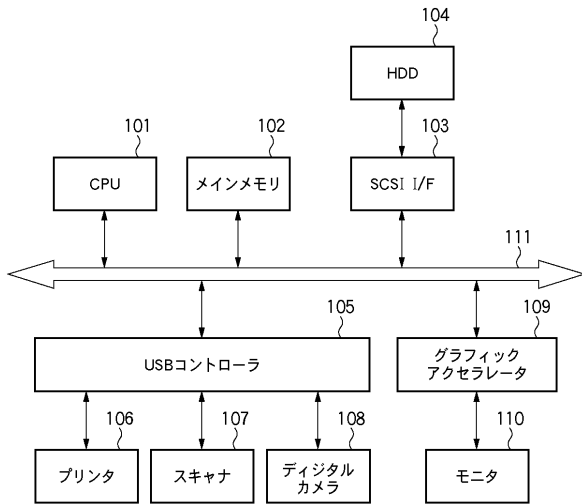 104
HDD
101
102
103
CPU
メインメモリ
SCSI I/F
111
105
109
USBコントローラ
グラフィック
アクセラレータ
106
107
108
110
プリンタ
スキャナ
ディジタル
カメラ
モニタ